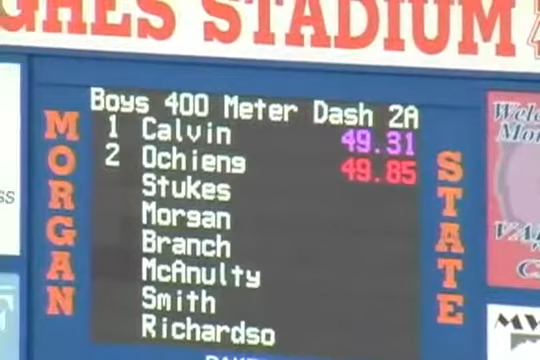 GHES STADIUM
Boys 400 Meter Dash 2A
1 Calvin 49.31
2 Ochieng 49.85
Stukes
Morgan
Branch
McAnulty
Smith
Richardso
MORGAN
STATE